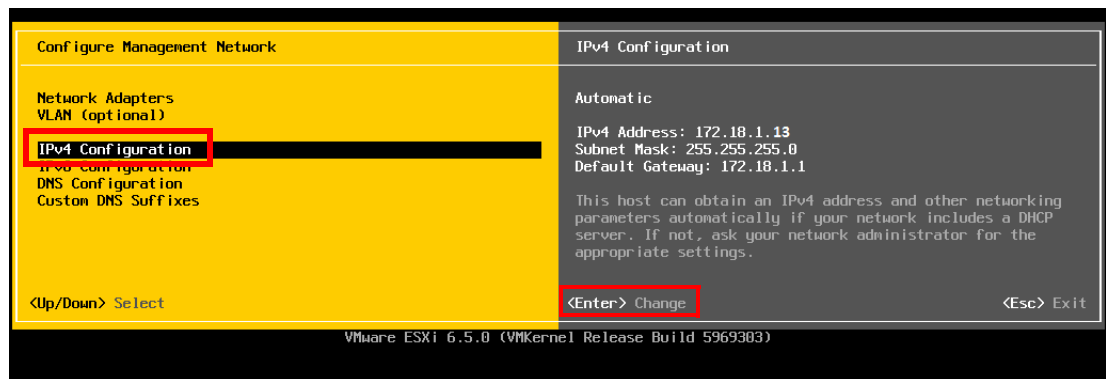 Configure Management Network
Network Adapters
VLAN (optional)
IPv4 Configuration
IPv6 Configuration
DNS Configuration
Custom DNS Suffixes
<Up/Down> Select
IPv4 Configuration
Automatic
IPv4 Address: 172.18.1.13
Subnet Mask: 255.255.255.0
Default Gateway: 172.18.1.1
This host can obtain an IPv4 address and other networking
parameters automatically if your network includes a DHCP
server. If not, ask your network administrator for the
appropriate settings.
<Enter> Change <Esc> Exit
VMware ESXi 6.5.0 (VMKernel Release Build 5969303)